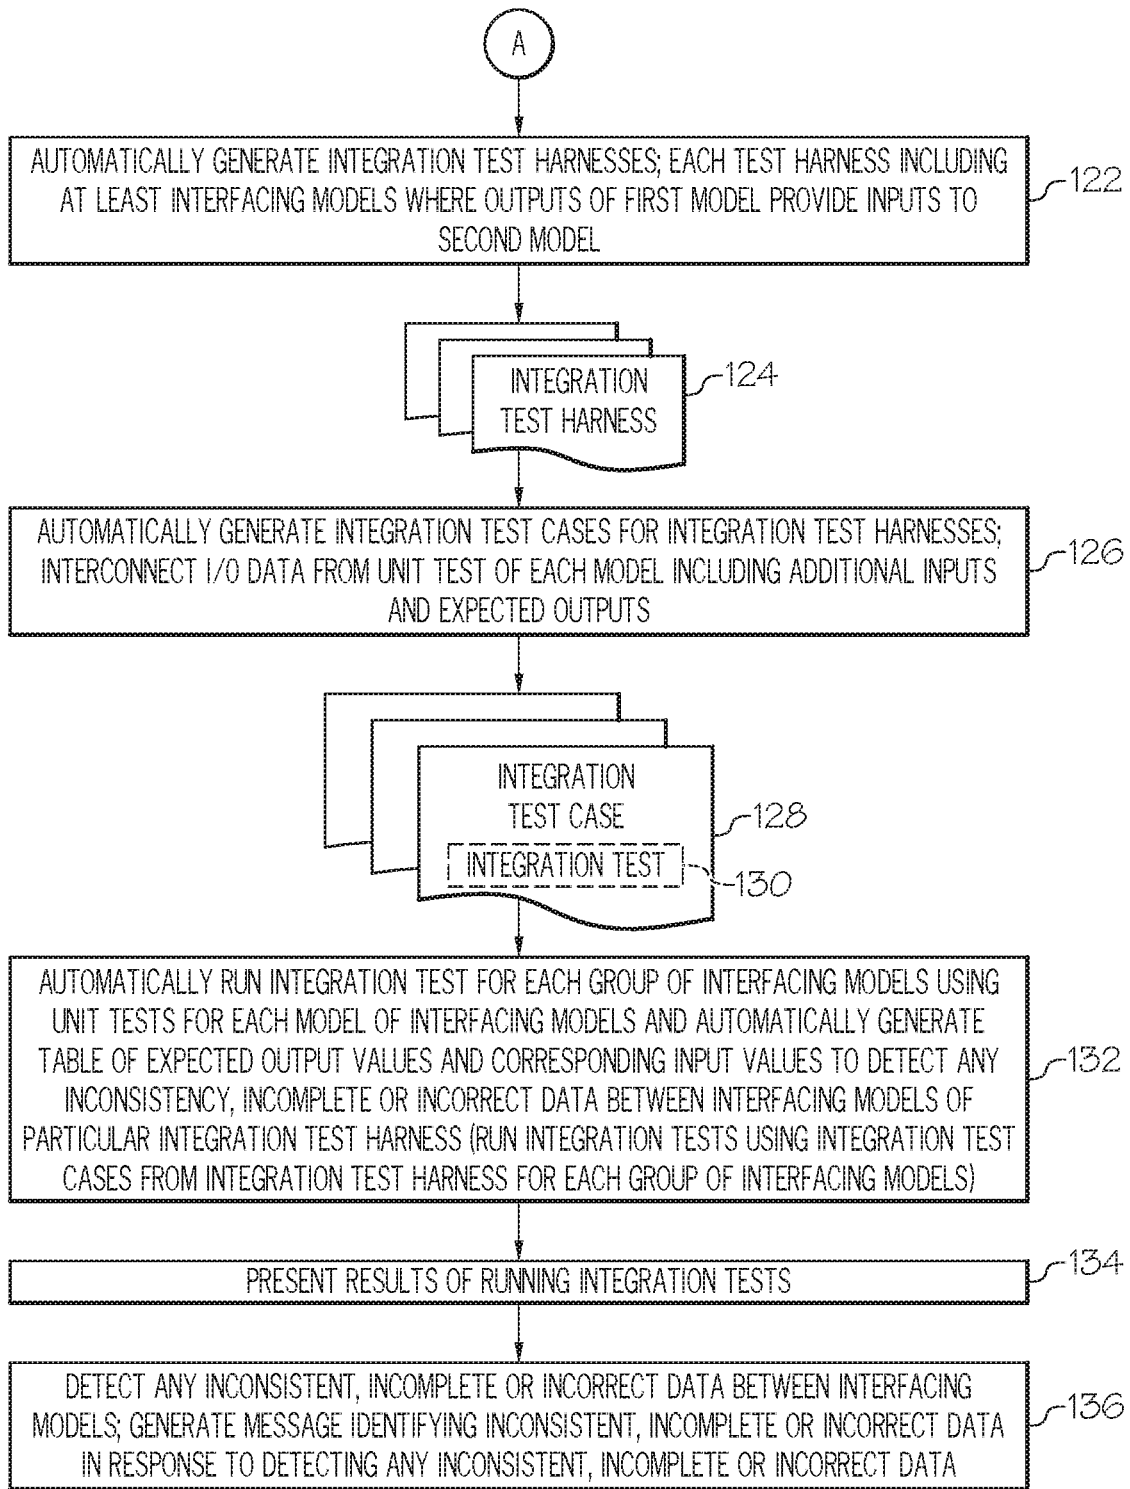 A
AUTOMATICALLY GENERATE INTEGRATION TEST HARNESSES; EACH TEST HARNESS INCLUDING
AT LEAST INTERFACING MODELS WHERE OUTPUTS OF FIRST MODEL PROVIDE INPUTS TO
SECOND MODEL
122
INTEGRATION
TEST HARNESS
124
AUTOMATICALLY GENERATE INTEGRATION TEST CASES FOR INTEGRATION TEST HARNESSES;
INTERCONNECT I/O DATA FROM UNIT TEST OF EACH MODEL INCLUDING ADDITIONAL INPUTS
AND EXPECTED OUTPUTS
126
INTEGRATION
TEST CASE
128
INTEGRATION TEST
130
AUTOMATICALLY RUN INTEGRATION TEST FOR EACH GROUP OF INTERFACING MODELS USING
UNIT TESTS FOR EACH MODEL OF INTERFACING MODELS AND AUTOMATICALLY GENERATE
TABLE OF EXPECTED OUTPUT VALUES AND CORRESPONDING INPUT VALUES TO DETECT ANY
INCONSISTENCY, INCOMPLETE OR INCORRECT DATA BETWEEN INTERFACING MODELS OF
PARTICULAR INTEGRATION TEST HARNESS (RUN INTEGRATION TESTS USING INTEGRATION TEST
CASES FROM INTEGRATION TEST HARNESS FOR EACH GROUP OF INTERFACING MODELS)
132
PRESENT RESULTS OF RUNNING INTEGRATION TESTS
134
DETECT ANY INCONSISTENT, INCOMPLETE OR INCORRECT DATA BETWEEN INTERFACING
MODELS; GENERATE MESSAGE IDENTIFYING INCONSISTENT, INCOMPLETE OR INCORRECT DATA
IN RESPONSE TO DETECTING ANY INCONSISTENT, INCOMPLETE OR INCORRECT DATA
136